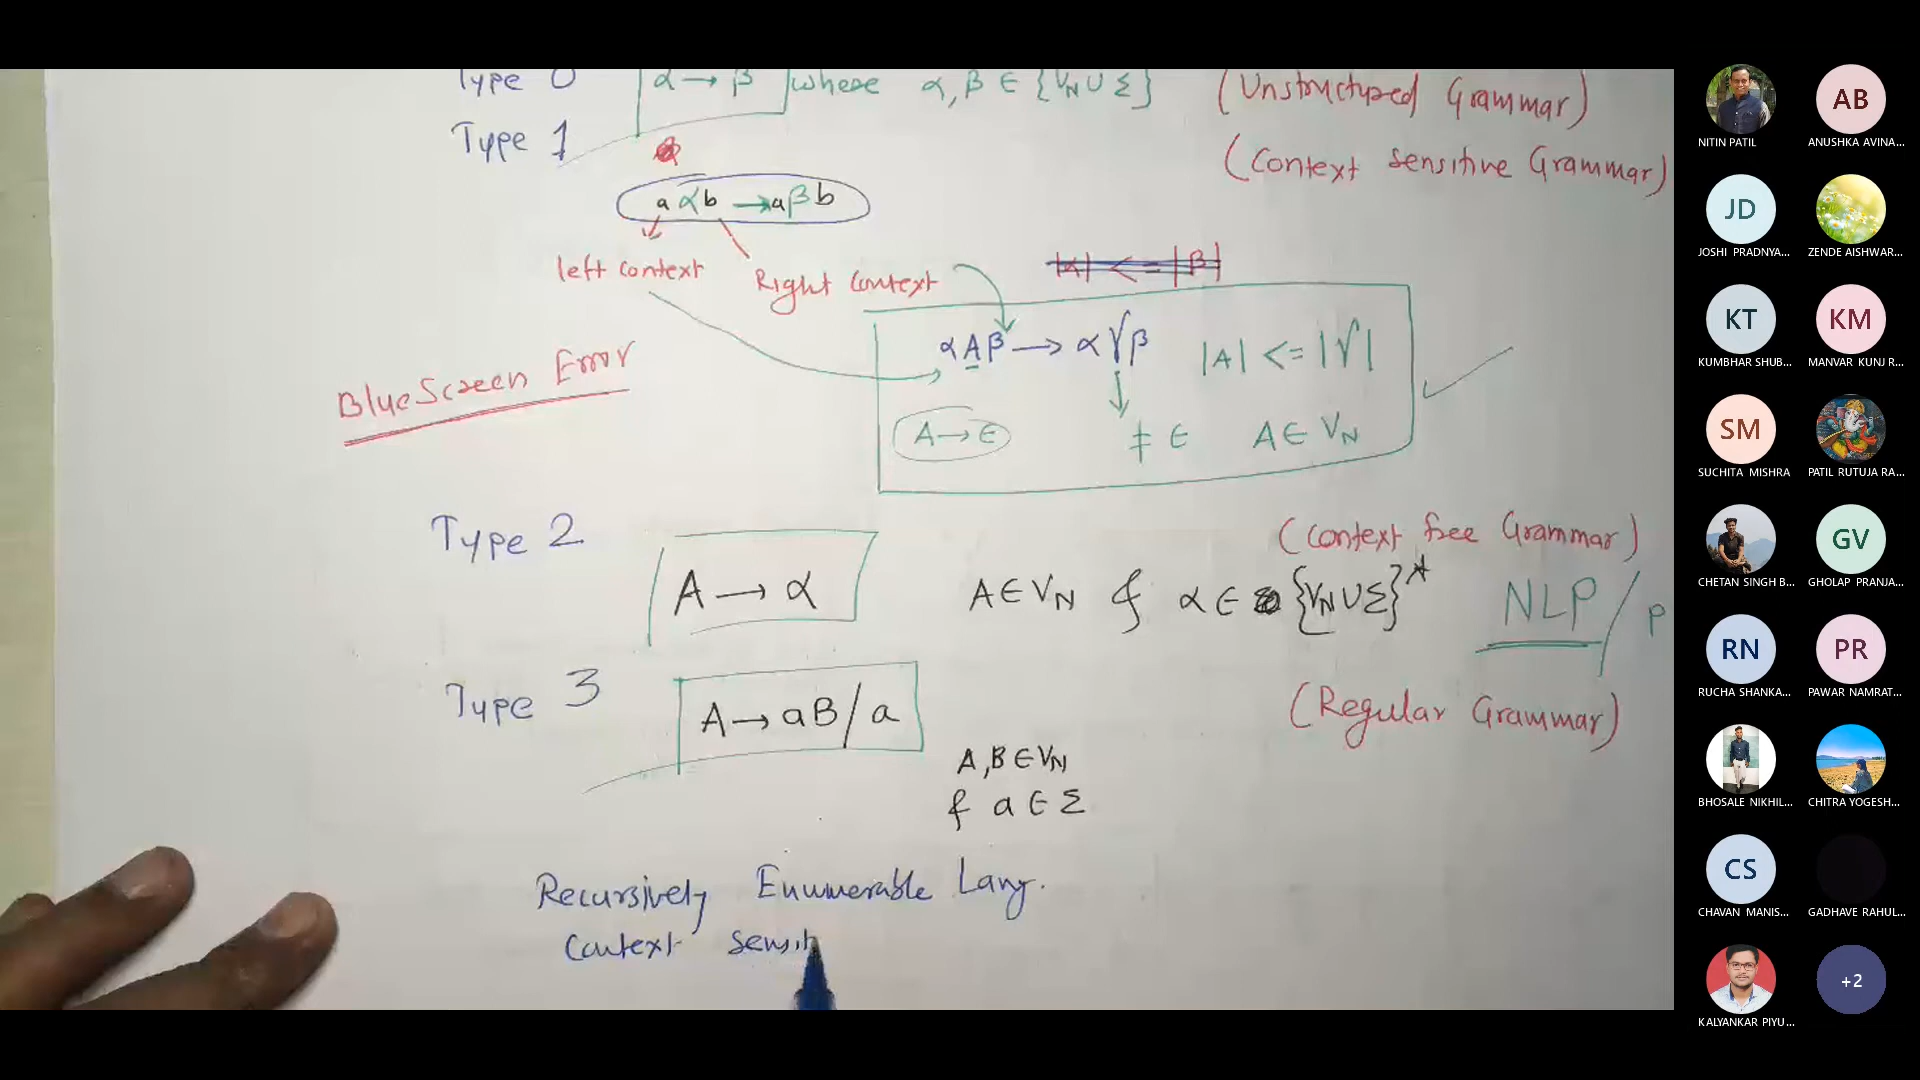 Type 0 α → β where α, β ∈ {VN ∪ Σ} (Unstructured Grammar)
Type 1 (Context Sensitive Grammar)
a α b → a β b
left context Right Context |α| <= |β|
α A β → α γ β |A| <= |γ|
Blue Screen Error
A → ∈ ≠ ∈ A ∈ VN
Type 2 (Context free Grammar)
A → α A ∈ VN & α ∈ {VN ∪ Σ}* NLP / P
Type 3 A → aB / a (Regular Grammar)
A, B ∈ VN
& a ∈ Σ
Recursively Enumerable Lang.
Context Sensit
NITIN PATIL
AB
ANUSHKA AVINA...
JD
JOSHI PRADNYA...
ZENDE AISHWAR...
KT
KUMBHAR SHUB...
KM
MANVAR KUNJ R...
SM
SUCHITA MISHRA
PATIL RUTUJA RA...
CHETAN SINGH B...
GV
GHOLAP PRANJA...
RN
RUCHA SHANKA...
PR
PAWAR NAMRAT...
BHOSALE NIKHIL...
CHITRA YOGESH...
CS
CHAVAN MANIS...
GADHAVE RAHUL...
KALYANKAR PIYU...
+2